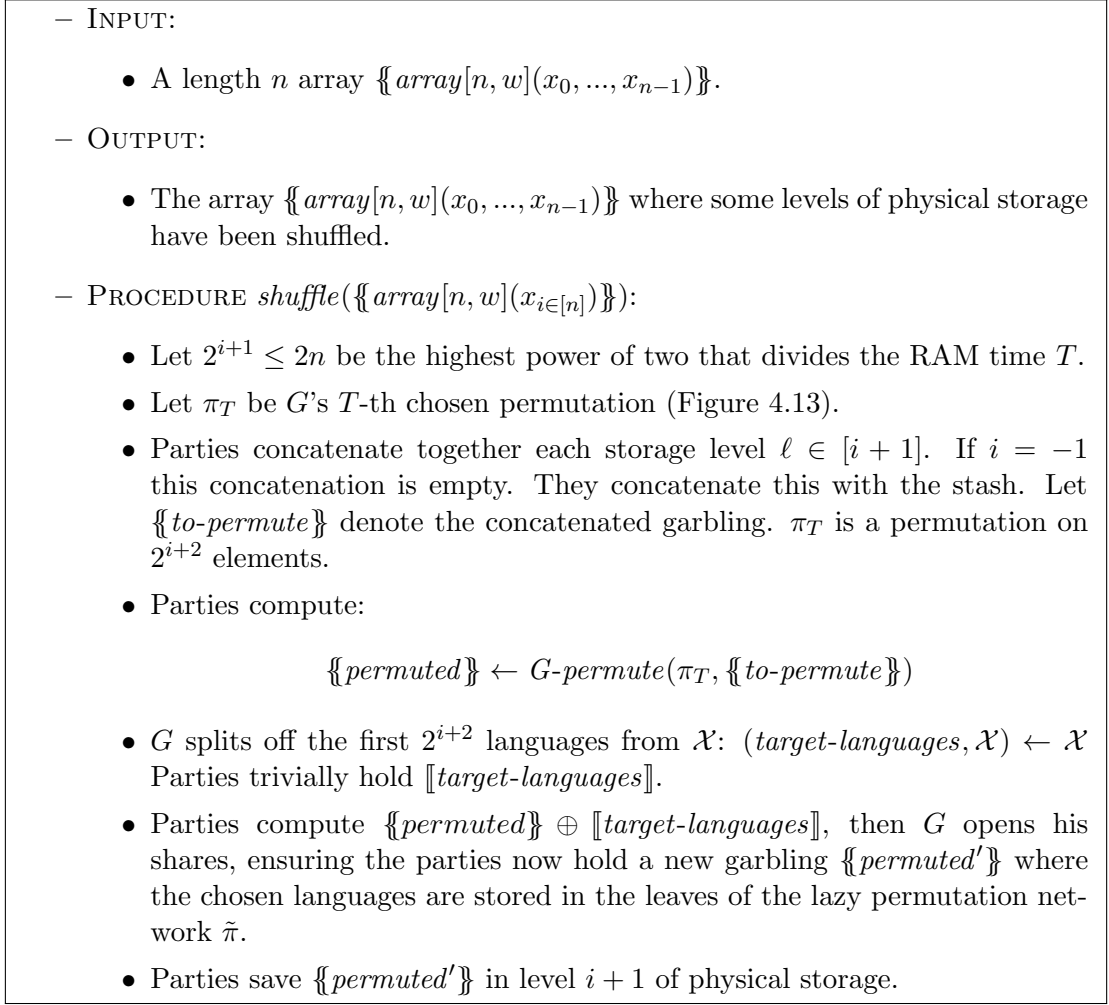 – INPUT:
• A length n array {{array[n, w](x_0, ..., x_{n−1})}}.
– OUTPUT:
• The array {{array[n, w](x_0, ..., x_{n−1})}} where some levels of physical storage
have been shuffled.
– PROCEDURE shuffle({{array[n, w](x_{i∈[n]})}}):
• Let 2^{i+1} ≤ 2n be the highest power of two that divides the RAM time T.
• Let π_T be G's T-th chosen permutation (Figure 4.13).
• Parties concatenate together each storage level ℓ ∈ [i + 1]. If i = −1
this concatenation is empty. They concatenate this with the stash. Let
{{to-permute}} denote the concatenated garbling. π_T is a permutation on
2^{i+2} elements.
• Parties compute:
{{permuted}} ← G-permute(π_T, {{to-permute}})
• G splits off the first 2^{i+2} languages from 𝒳: (target-languages, 𝒳) ← 𝒳
Parties trivially hold ⟦target-languages⟧.
• Parties compute {{permuted}} ⊕ ⟦target-languages⟧, then G opens his
shares, ensuring the parties now hold a new garbling {{permuted′}} where
the chosen languages are stored in the leaves of the lazy permutation net-
work π̃.
• Parties save {{permuted′}} in level i + 1 of physical storage.